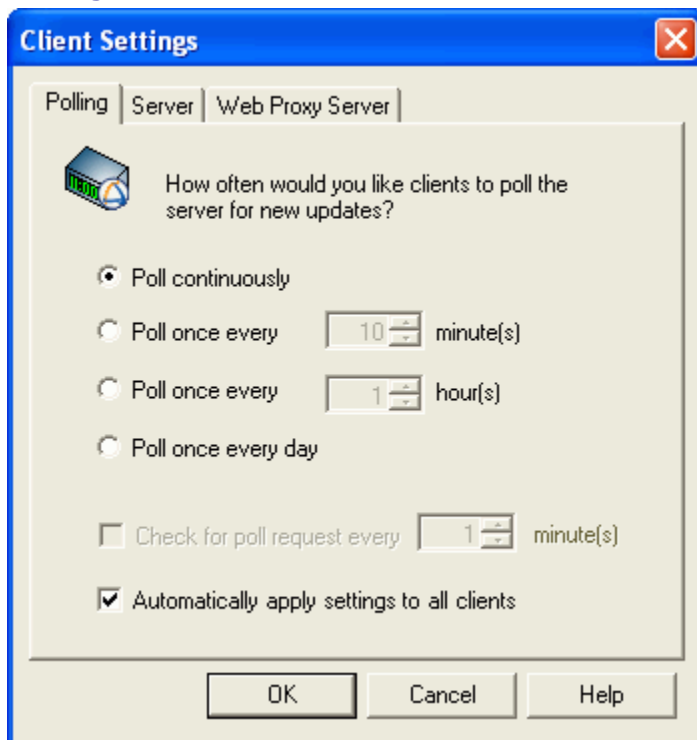 Client Settings
Polling Server Web Proxy Server
How often would you like clients to poll the
server for new updates?
Poll continuously
Poll once every 10 minute(s)
Poll once every 1 hour(s)
Poll once every day
Check for poll request every 1 minute(s)
Automatically apply settings to all clients
OK Cancel Help